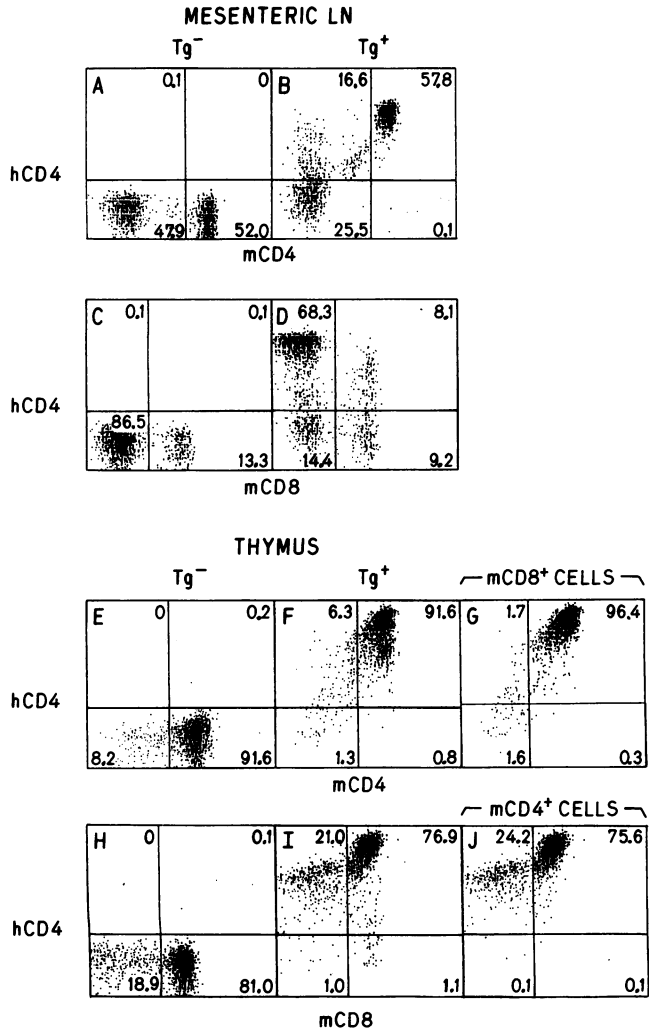 MESENTERIC LN
Tg⁻ Tg⁺
A 0.1 0 B 16.6 57.8
hCD4
47.9 52.0 25.5 0.1
mCD4
C 0.1 0.1 D 68.3 8.1
hCD4
86.5
13.3 14.4 9.2
mCD8
THYMUS
Tg⁻ Tg⁺ mCD8⁺ CELLS
E 0 0.2 F 6.3 91.6 G 1.7 96.4
hCD4
8.2 91.6 1.3 0.8 1.6 0.3
mCD4
mCD4⁺ CELLS
H 0 0.1 I 21.0 76.9 J 24.2 75.6
hCD4
18.9 81.0 1.0 1.1 0.1 0.1
mCD8